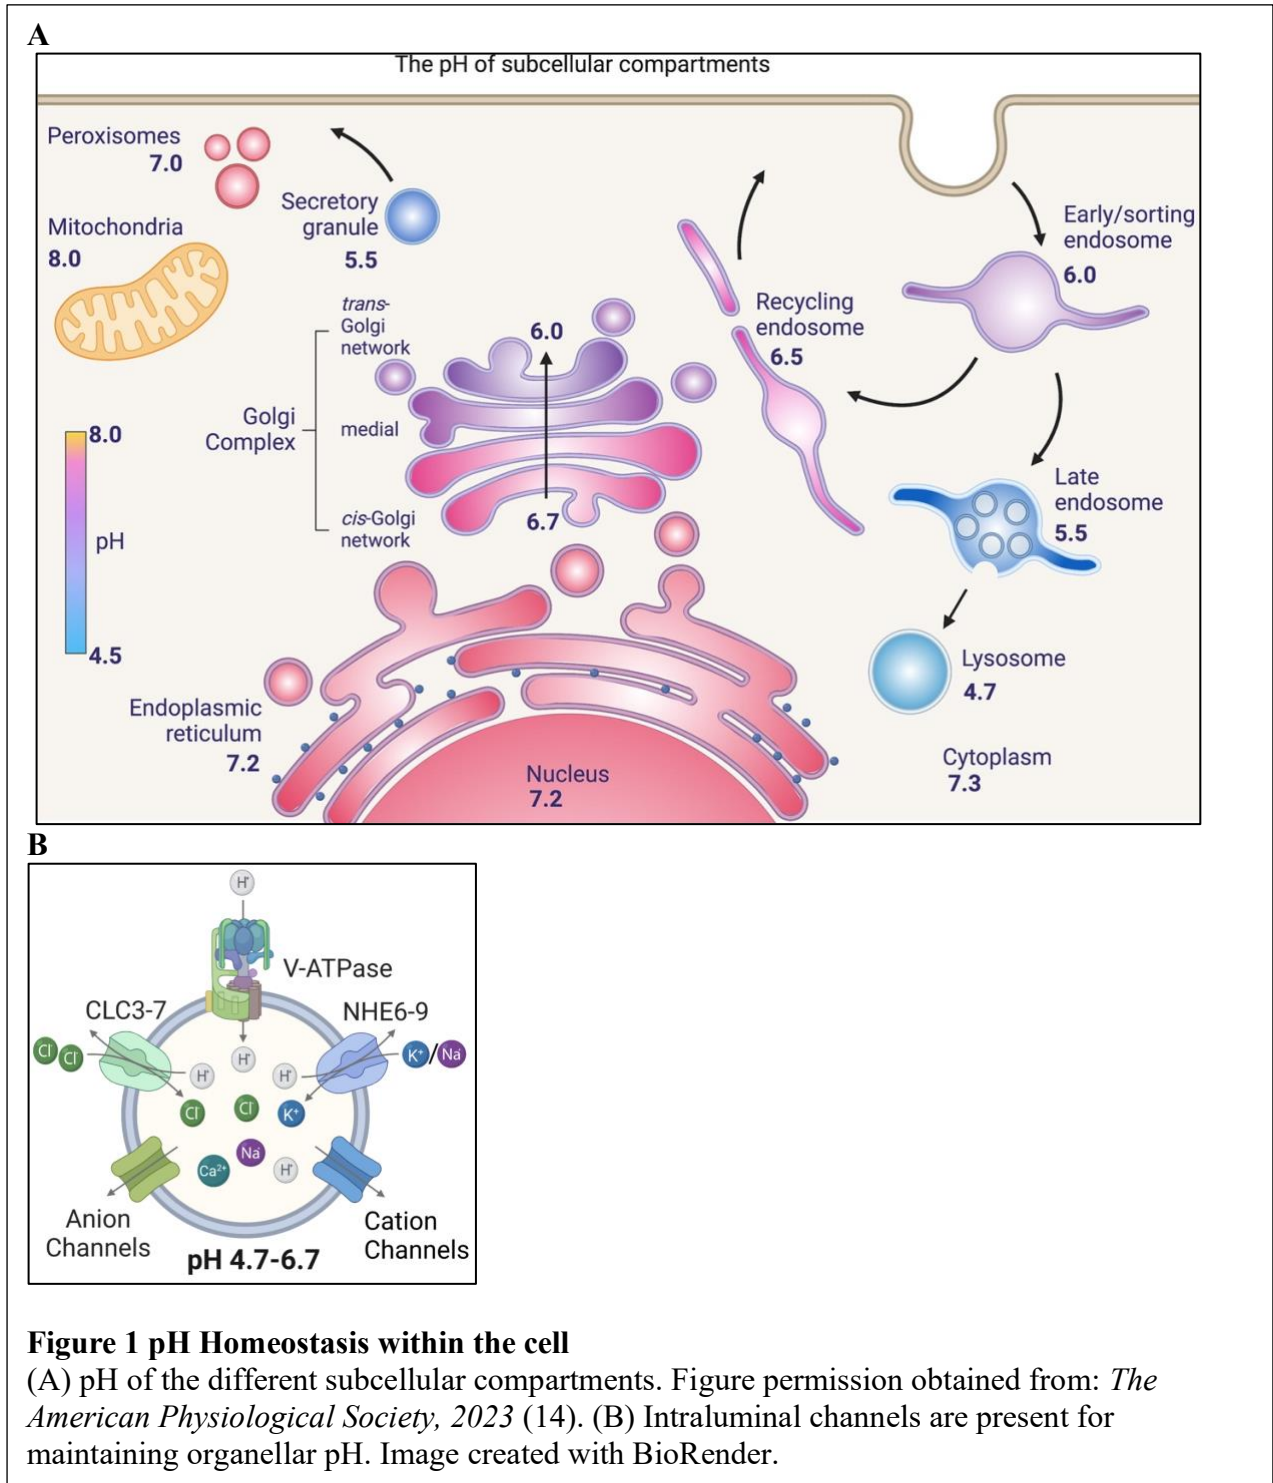 A
The pH of subcellular compartments
Peroxisomes
7.0
Mitochondria
8.0
Secretory
granule
5.5
Early/sorting
endosome
6.0
Recycling
endosome
6.5
trans-
Golgi
network
6.0
Golgi
Complex
medial
cis-Golgi
network
6.7
8.0
pH
4.5
Late
endosome
5.5
Lysosome
4.7
Endoplasmic
reticulum
7.2
Nucleus
7.2
Cytoplasm
7.3
B
H⁺
V-ATPase
CLC3-7
NHE6-9
Cl⁻
Cl⁻
K⁺/Na⁺
H⁺
H⁺
H⁺
Cl⁻
Cl⁻
K⁺
Na⁺
Ca²⁺
H⁺
Anion
Channels
Cation
Channels
pH 4.7-6.7
Figure 1 pH Homeostasis within the cell
(A) pH of the different subcellular compartments. Figure permission obtained from: The
American Physiological Society, 2023 (14). (B) Intraluminal channels are present for
maintaining organellar pH. Image created with BioRender.